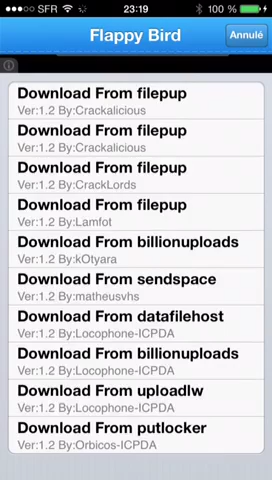 SFR 23:19 100 %
Flappy Bird Annulé
Download From filepup
Ver:1.2 By:Crackalicious
Download From filepup
Ver:1.2 By:Crackalicious
Download From filepup
Ver:1.2 By:CrackLords
Download From filepup
Ver:1.2 By:Lamfot
Download From billionuploads
Ver:1.2 By:kOtyara
Download From sendspace
Ver:1.2 By:matheusvhs
Download From datafilehost
Ver:1.2 By:Locophone-ICPDA
Download From billionuploads
Ver:1.2 By:Locophone-ICPDA
Download From uploadlw
Ver:1.2 By:Locophone-ICPDA
Download From putlocker
Ver:1.2 By:Orbicos-ICPDA